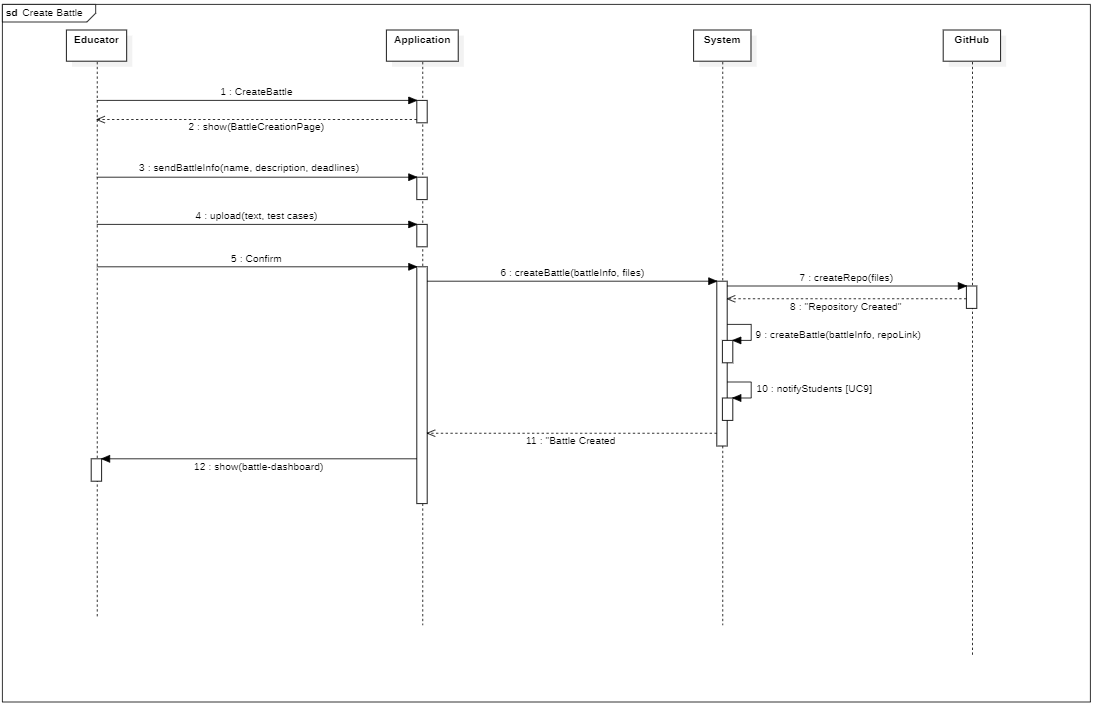 sd Create Battle
Educator
Application
System
GitHub
1 : CreateBattle
2 : show(BattleCreationPage)
3 : sendBattleInfo(name, description, deadlines)
4 : upload(text, test cases)
5 : Confirm
6 : createBattle(battleInfo, files)
7 : createRepo(files)
8 : "Repository Created"
9 : createBattle(battleInfo, repoLink)
10 : notifyStudents [UC9]
11 : "Battle Created
12 : show(battle-dashboard)